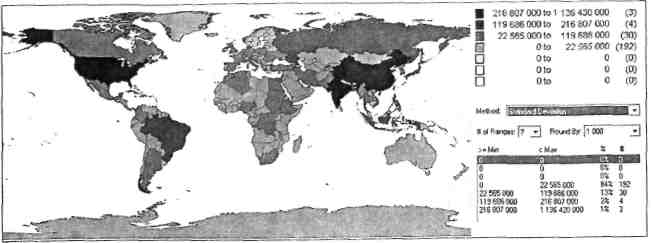 216 807 000 to 1 136 430 000 (3)
119 686 000 to 216 807 000 (4)
22 565 000 to 119 686 000 (30)
0 to 22 565 000 (192)
0 to 0 (0)
0 to 0 (0)
0 to 0 (0)
Method: Standard Deviation
# of Ranges: 7 Round By: 1 000
>= Min < Max % #
0 0 0% 0
0 0 0% 0
0 0 0% 0
0 22 565 000 84% 192
22 565 000 119 686 000 13% 30
119 686 000 216 807 000 2% 4
216 807 000 1 136 430 000 1% 3